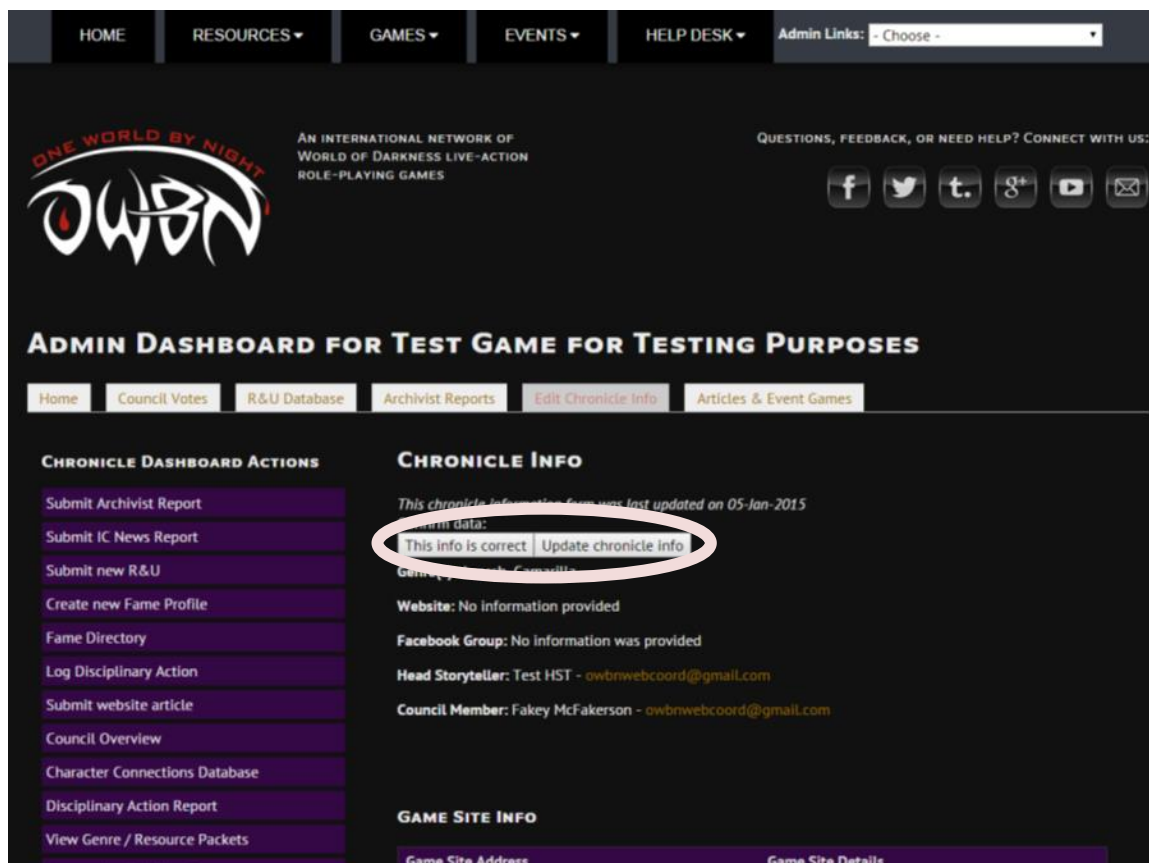 HOME RESOURCES GAMES EVENTS HELP DESK Admin Links: - Choose -
ONE WORLD BY NIGHT
OWBN
AN INTERNATIONAL NETWORK OF
WORLD OF DARKNESS LIVE-ACTION
ROLE-PLAYING GAMES
QUESTIONS, FEEDBACK, OR NEED HELP? CONNECT WITH US:
f t. g+
ADMIN DASHBOARD FOR TEST GAME FOR TESTING PURPOSES
Home Council Votes R&U Database Archivist Reports Edit Chronicle Info Articles & Event Games
CHRONICLE DASHBOARD ACTIONS
Submit Archivist Report
Submit IC News Report
Submit new R&U
Create new Fame Profile
Fame Directory
Log Disciplinary Action
Submit website article
Council Overview
Character Connections Database
Disciplinary Action Report
View Genre / Resource Packets
CHRONICLE INFO
This chronicle information form was last updated on 05-Jan-2015
data:
This info is correct Update chronicle info
Website: No information provided
Facebook Group: No information was provided
Head Storyteller: Test HST - owbnwebcoord@gmail.com
Council Member: Fakey McFakerson - owbnwebcoord@gmail.com
GAME SITE INFO
Game Site Address Game Site Details